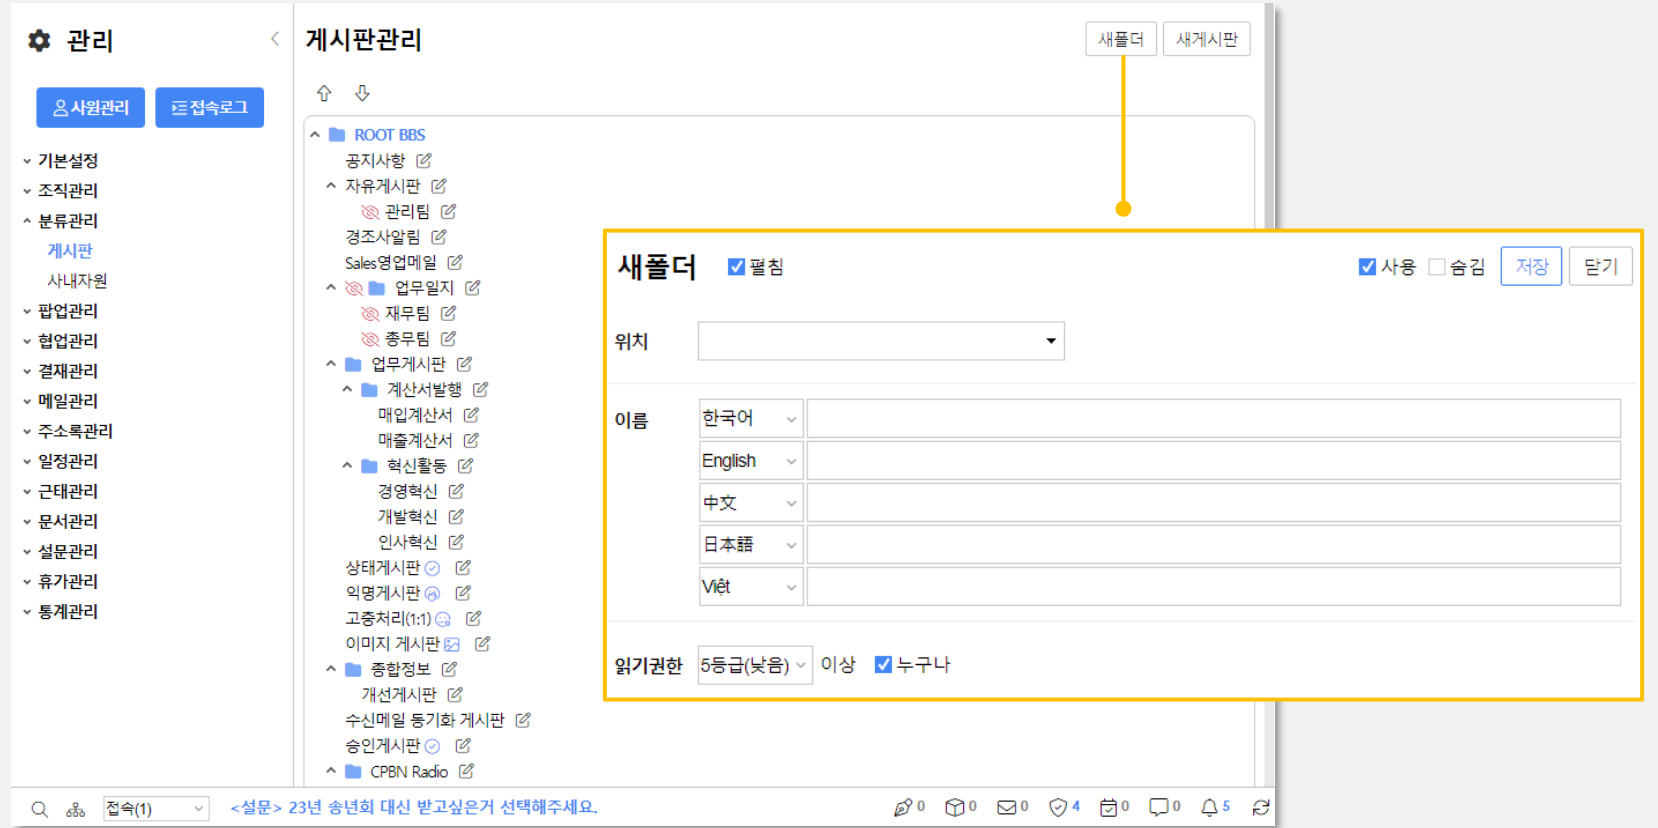 관리
게시판관리
새폴더
새게시판
사원관리
접속로그
기본설정
조직관리
분류관리
게시판
사내자원
팝업관리
협업관리
결재관리
메일관리
주소록관리
일정관리
근태관리
문서관리
설문관리
휴가관리
통계관리
ROOT BBS
공지사항
자유게시판
관리팀
경조사알림
Sales영업메일
업무일지
재무팀
총무팀
업무게시판
계산서발행
매입계산서
매출계산서
혁신활동
경영혁신
개발혁신
인사혁신
상태게시판
익명게시판
고충처리(1:1)
이미지 게시판
종합정보
개선게시판
수신메일 동기화 게시판
승인게시판
CPBN Radio
새폴더 펼침 사용 숨김 저장 닫기
위치
이름 한국어
English
中文
日本語
Việt
읽기권한 5등급(낮음) 이상 누구나
접속(1) <설문> 23년 송년회 대신 받고싶은거 선택해주세요. 0 0 0 4 0 0 5